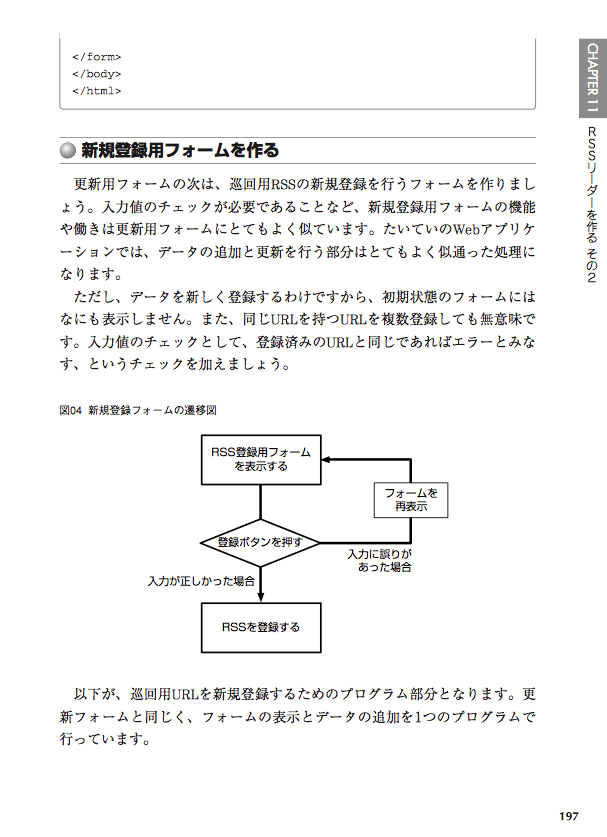 </form>
</body>
</html>
CHAPTER 11
RSSリーダーを作る その2
新規登録用フォームを作る
更新用フォームの次は、巡回用RSSの新規登録を行うフォームを作りまし
ょう。入力値のチェックが必要であることなど、新規登録用フォームの機能
や働きは更新用フォームにとてもよく似ています。たいていのWebアプリケ
ーションでは、データの追加と更新を行う部分はとてもよく似通った処理に
なります。
ただし、データを新しく登録するわけですから、初期状態のフォームには
なにも表示しません。また、同じURLを持つURLを複数登録しても無意味で
す。入力値のチェックとして、登録済みのURLと同じであればエラーとみな
す、というチェックを加えましょう。
図04 新規登録フォームの遷移図
RSS登録用フォーム
を表示する
フォームを
再表示
登録ボタンを押す
入力に誤りが
あった場合
入力が正しかった場合
RSSを登録する
以下が、巡回用URLを新規登録するためのプログラム部分となります。更
新フォームと同じく、フォームの表示とデータの追加を1つのプログラムで
行っています。
197